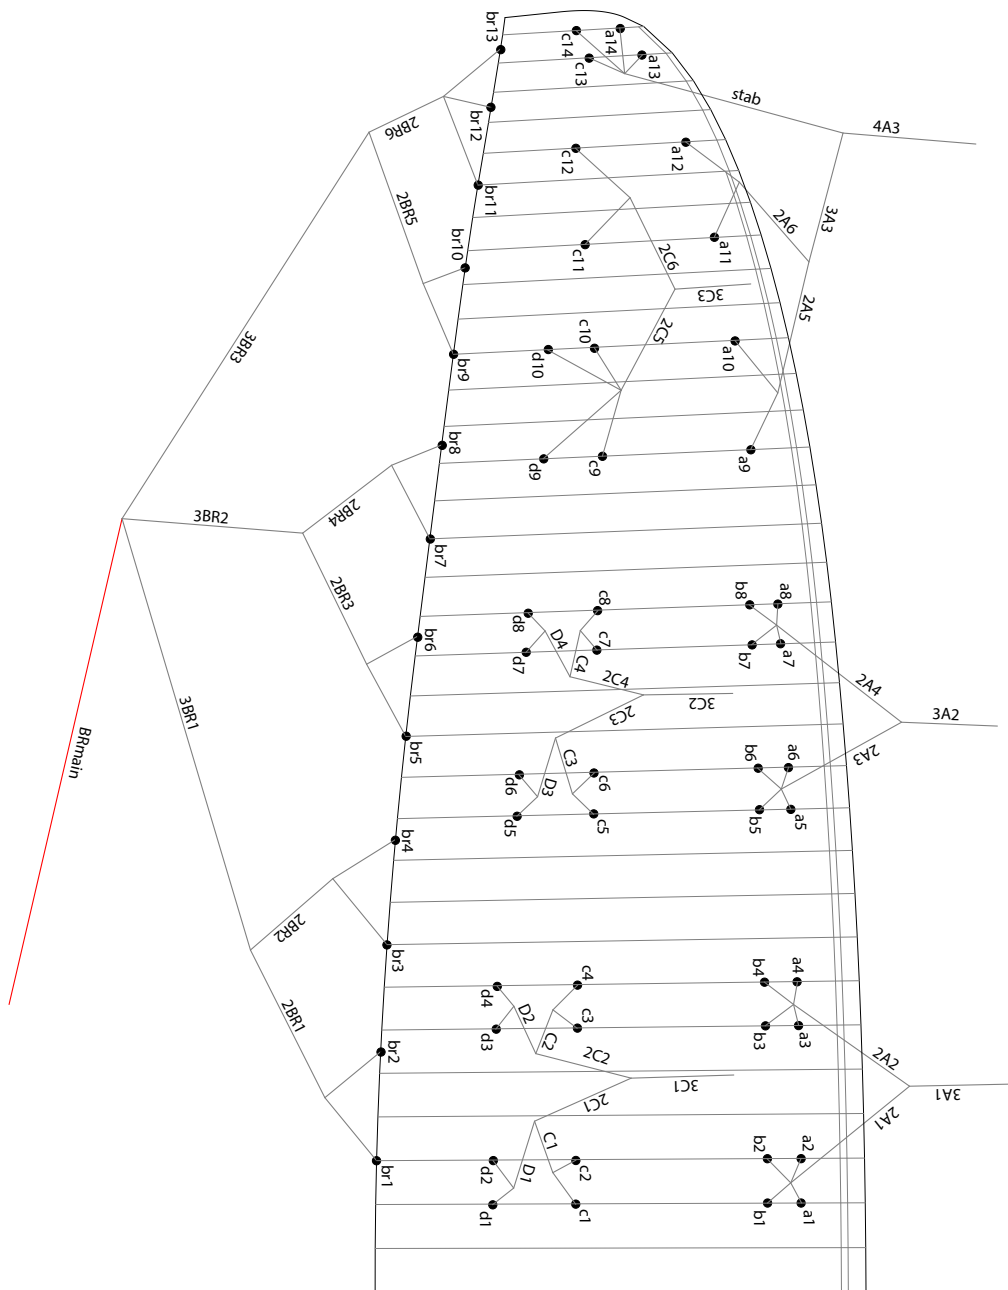 br13
c14
a14
c13
a13
stab
4A3
2BR6
br12
c12
a12
2BR5
br11
3A3
2A6
br10
c11
a11
2C6
3C3
2A5
3BR3
2C5
c10
d10
a10
br9
br8
d9
c9
a9
2BR4
3BR2
br7
2BR3
c8
b8
a8
d8
D4
c7
b7
a7
br6
d7
C4
2C4
2A4
3C2
3A2
3BR1
2C3
BRmain
br5
C3
b6
a6
2A3
d6
D3
c6
d5
c5
b5
a5
br4
2BR2
br3
c4
b4
a4
d4
D2
c3
b3
a3
2BR1
d3
C2
br2
2C2
2A2
3C1
3A1
2C1
2A1
C1
b2
a2
br1
d2
D1
c2
d1
c1
b1
a1